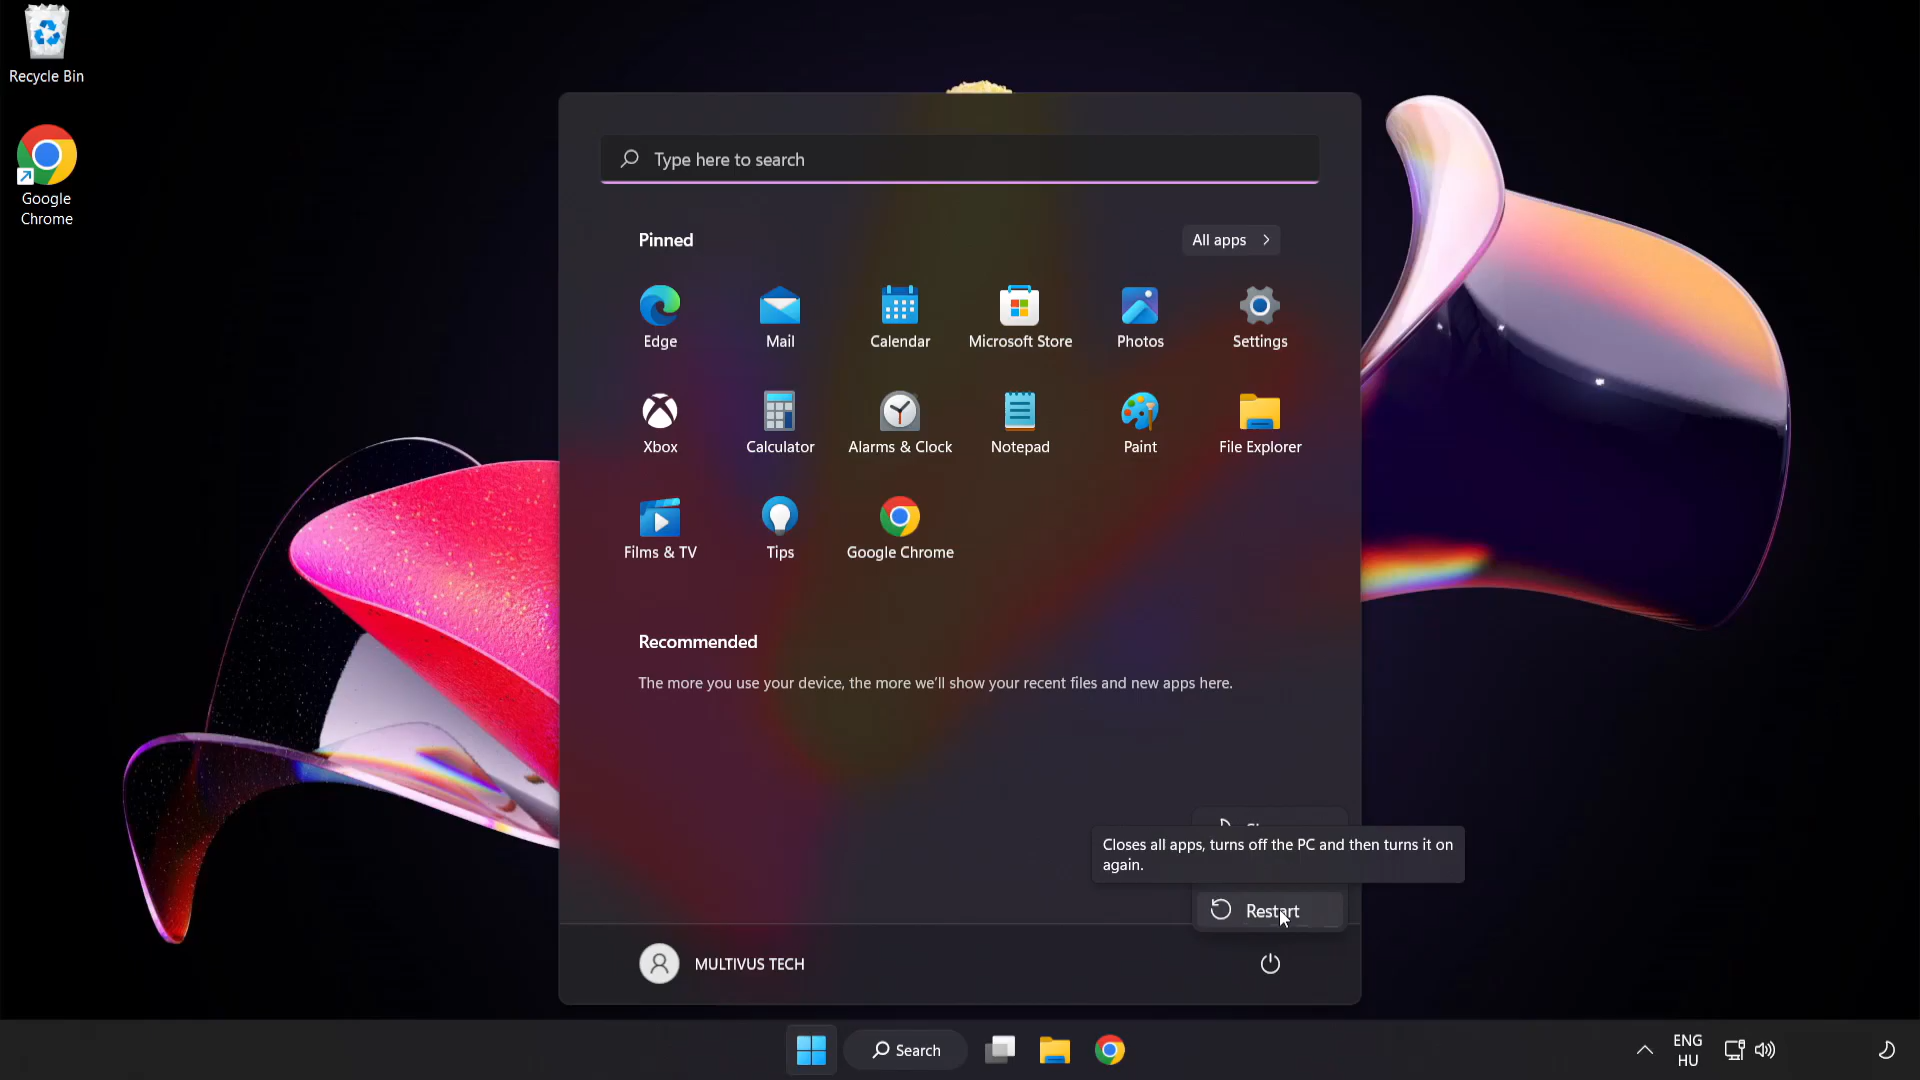 Recycle Bin
Google
Chrome
Type here to search
Pinned
All apps
Edge
Mail
Calendar
Microsoft Store
Photos
Settings
Xbox
Calculator
Alarms & Clock
Notepad
Paint
File Explorer
Films & TV
Tips
Google Chrome
Recommended
The more you use your device, the more we'll show your recent files and new apps here.
Closes all apps, turns off the PC and then turns it on
again.
Restart
MULTIVUS TECH
Search
ENG
HU